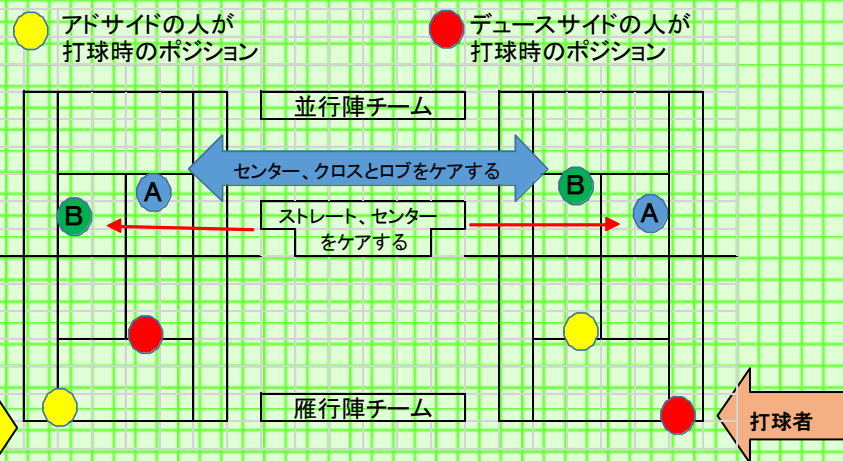 アドサイドの人が
打球時のポジション
デュースサイドの人が
打球時のポジション
並行陣チーム
センター、クロスとロブをケアする
A
B
B
A
ストレート、センター
をケアする
雁行陣チーム
打球者